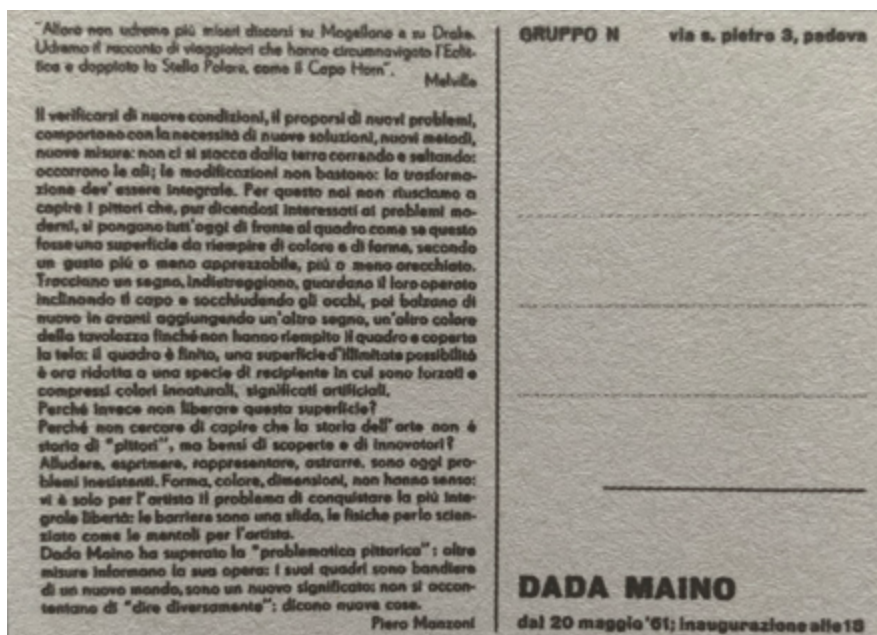 "Allora non udremo più miseri discorsi su Magellano e su Drake.
Udremo il racconto di viaggiatori che hanno circumnavigato l'Eclit-
tica e doppiato la Stella Polare, come il Capo Horn".
Melville
Il verificarsi di nuove condizioni, il proporsi di nuovi problemi,
comportano con la necessità di nuove soluzioni, nuovi metodi,
nuove misure: non ci si stacca dalla terra correndo e saltando:
occorrono le ali; le modificazioni non bastano: la trasforma-
zione dev' essere integrale. Per questo noi non riusciamo a
capire i pittori che, pur dicendosi interessati ai problemi mo-
derni, si pongono tutt'oggi di fronte al quadro come se questo
fosse una superficie da riempire di colore e di forme, secondo
un gusto più o meno apprezzabile, più o meno orecchiato.
Tracciano un segno, indietreggiano, guardano il loro operato
inclinando il capo e socchiudendo gli occhi, poi balzano di
nuovo in avanti aggiungendo un'altro segno, un'altro colore
della tavolozza finché non hanno riempito il quadro e coperta
la tela: il quadro è finito, una superficie d'illimitate possibilità
è ora ridotta a una specie di recipiente in cui sono forzati e
compressi colori innaturali, significati artificiali.
Perché invece non liberare questa superficie?
Perché non cercare di capire che la storia dell'arte non è
storia di "pittori", ma bensì di scoperte e di innovatori?
Alludere, esprimere, rappresentare, astrarre, sono oggi pro-
blemi inesistenti. Forma, colore, dimensioni, non hanno senso:
vi è solo per l'artista il problema di conquistare la più inte-
grale libertà: le barriere sono una sfida, le fisiche per lo scien-
ziato come le mentali per l'artista.
Dada Maino ha superato la "problematica pittorica": altre
misure informano la sua opera: i suoi quadri sono bandiere
di un nuovo mondo, sono un nuovo significato: non si accon-
tentano di "dire diversamente": dicono nuove cose.
Piero Manzoni
GRUPPO N via s. pietro 3, padova
DADA MAINO
dal 20 maggio '61; inaugurazione alle 18